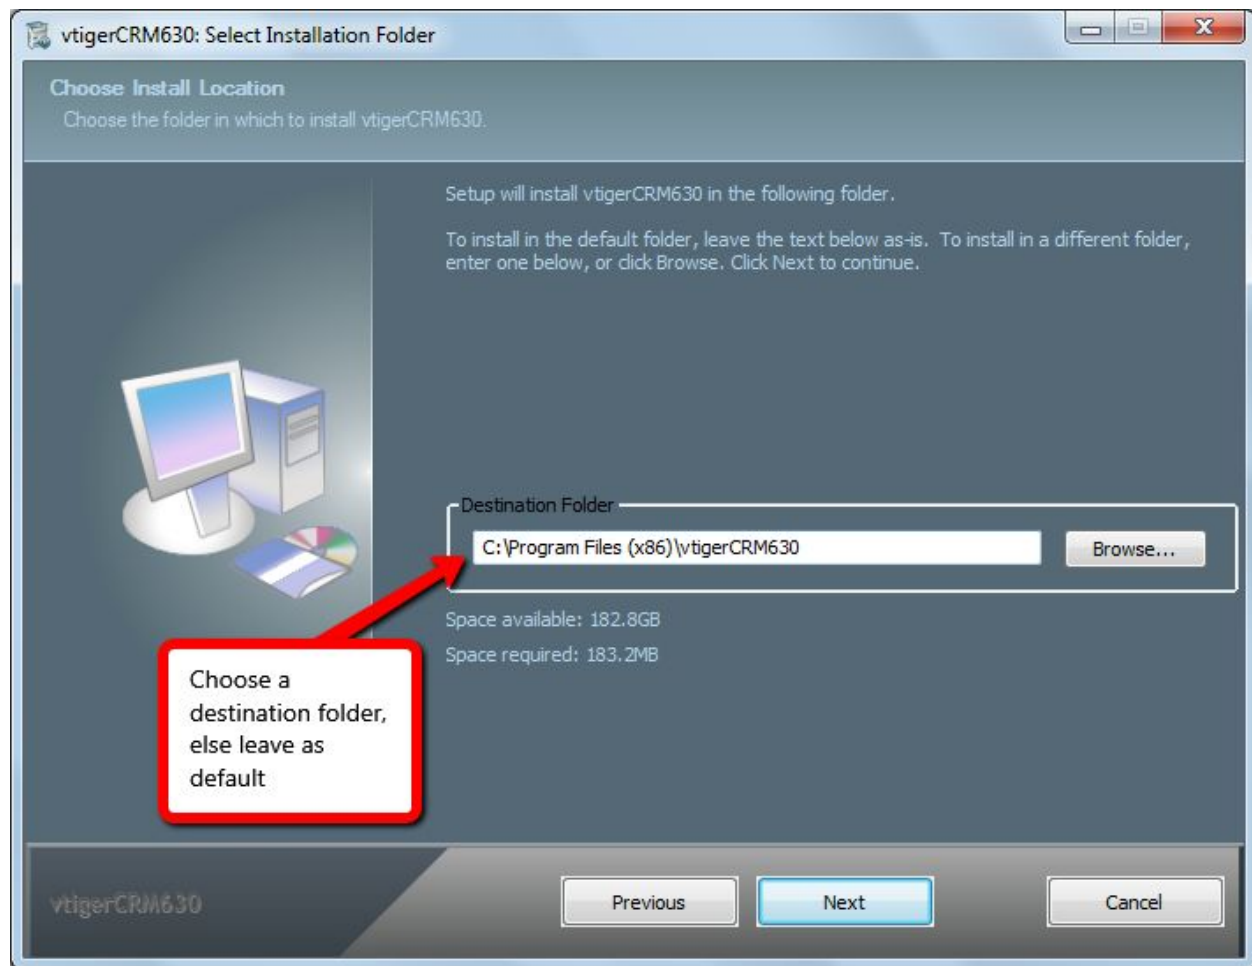 vtigerCRM630: Select Installation Folder
Choose Install Location
Choose the folder in which to install vtigerCRM630.
Setup will install vtigerCRM630 in the following folder.
To install in the default folder, leave the text below as-is. To install in a different folder,
enter one below, or click Browse. Click Next to continue.
Destination Folder
C:\Program Files (x86)\vtigerCRM630
Browse...
Space available: 182.8GB
Space required: 183.2MB
Choose a
destination folder,
else leave as
default
vtigerCRM630
Previous
Next
Cancel